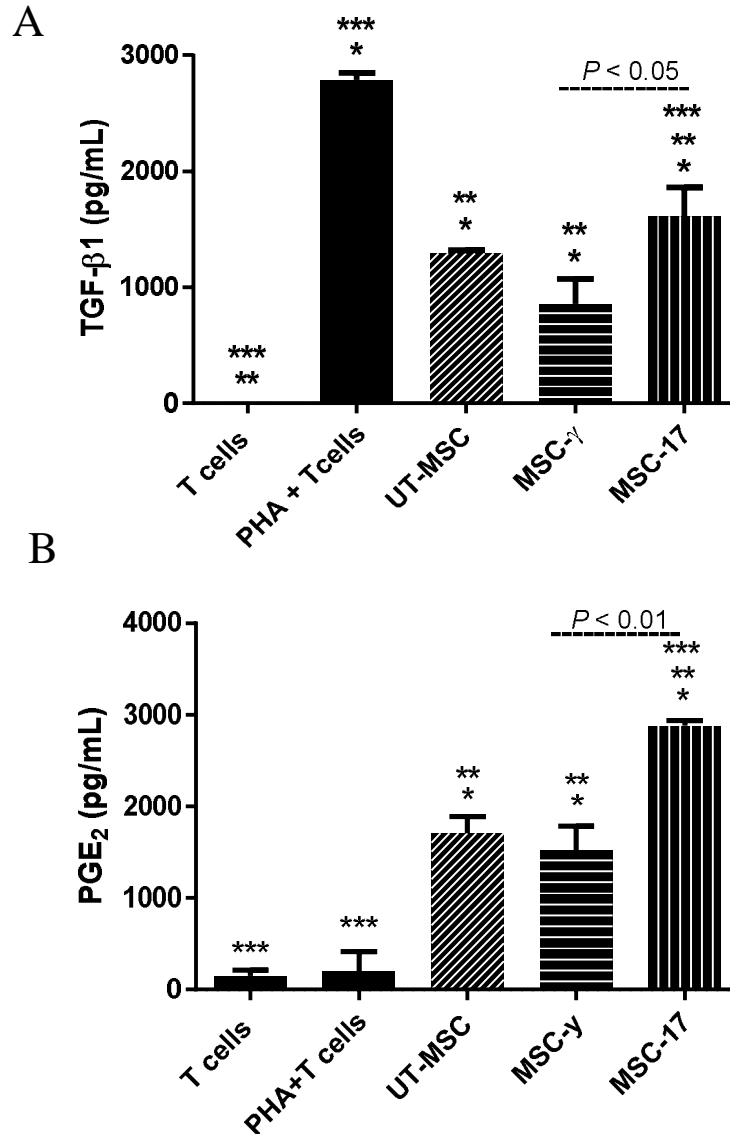 A
TGF-β1 (pg/mL)
3000
2000
1000
0
***
**
***
*
**
*
**
*
P < 0.05
***
**
*
T cells
PHA + Tcells
UT-MSC
MSC-γ
MSC-17
B
PGE2 (pg/mL)
4000
3000
2000
1000
0
***
***
**
*
**
*
P < 0.01
***
**
*
T cells
PHA+T cells
UT-MSC
MSC-y
MSC-17